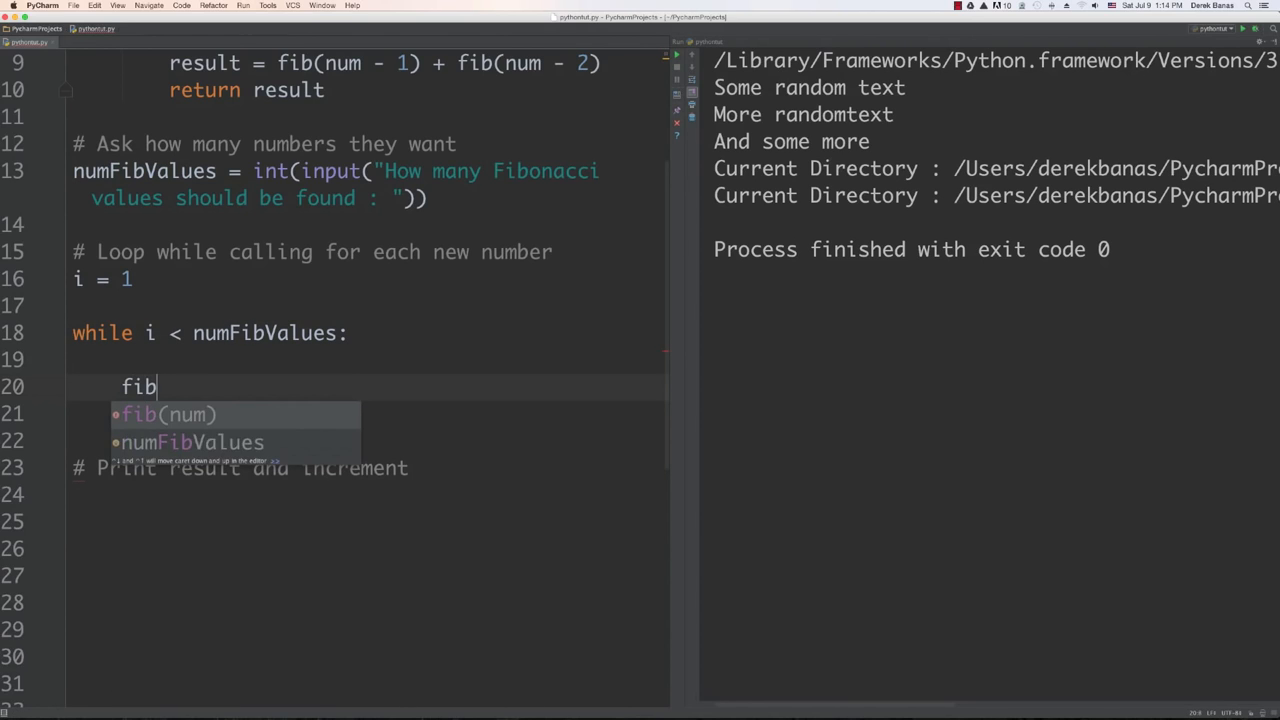 PyCharm File Edit View Navigate Code Refactor Run Tools VCS Window Help 10 Sat Jul 9 1:14 PM Derek Banas
pythontut.py - PycharmProjects - [~/PycharmProjects]
PycharmProjects pythontut.py pythontut
pythontut.py
Run pythontut
9 result = fib(num - 1) + fib(num - 2)
10 return result
11
12 # Ask how many numbers they want
13 numFibValues = int(input("How many Fibonacci
values should be found : "))
14
15 # Loop while calling for each new number
16 i = 1
17
18 while i < numFibValues:
19
20 fib
21 fib(num)
22 numFibValues
23 # Print result and increment
24
25
26
27
28
29
30
31
/Library/Frameworks/Python.framework/Versions/3
Some random text
More randomtext
And some more
Current Directory : /Users/derekbanas/PycharmPr
Current Directory : /Users/derekbanas/PycharmPr
Process finished with exit code 0
20:8 LF UTF-8